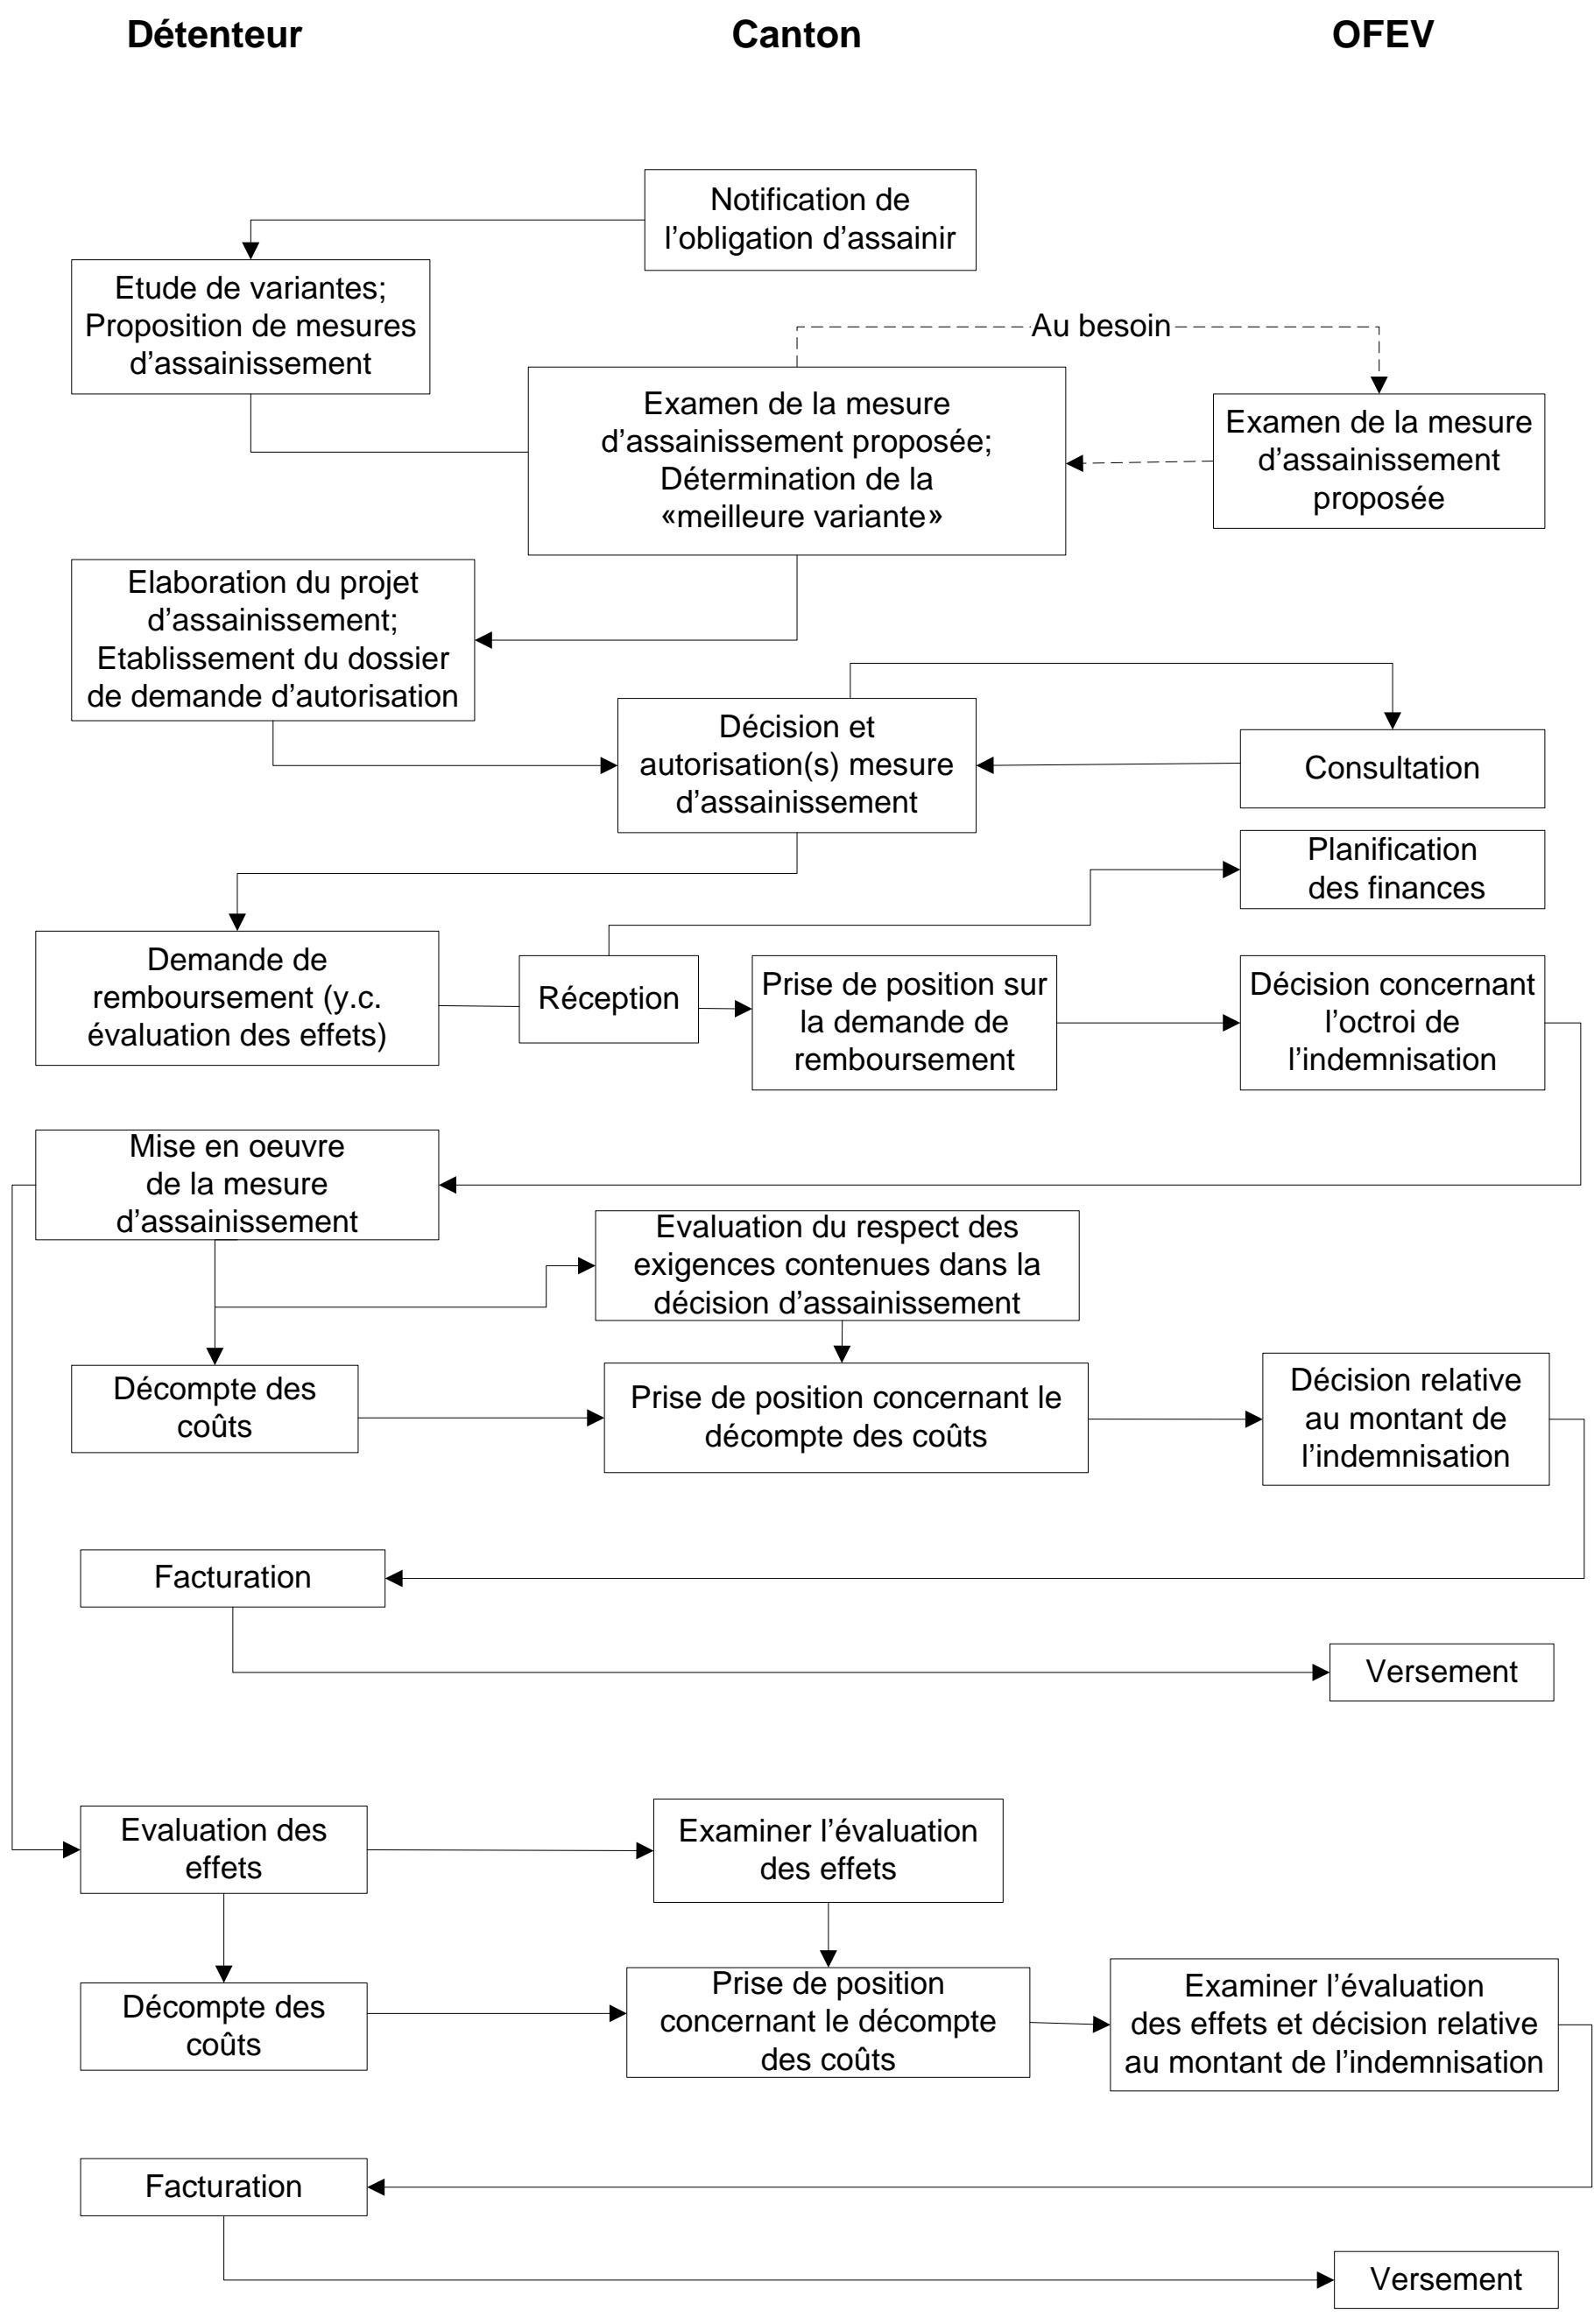 Détenteur
Canton
OFEV
Notification de
l'obligation d'assainir
Etude de variantes;
Proposition de mesures
d'assainissement
Au besoin
Examen de la mesure
d'assainissement proposée;
Détermination de la
«meilleure variante»
Examen de la mesure
d'assainissement
proposée
Elaboration du projet
d'assainissement;
Etablissement du dossier
de demande d'autorisation
Décision et
autorisation(s) mesure
d'assainissement
Consultation
Planification
des finances
Demande de
remboursement (y.c.
évaluation des effets)
Réception
Prise de position sur
la demande de
remboursement
Décision concernant
l'octroi de
l'indemnisation
Mise en oeuvre
de la mesure
d'assainissement
Evaluation du respect des
exigences contenues dans la
décision d'assainissement
Décompte des
coûts
Prise de position concernant le
décompte des coûts
Décision relative
au montant de
l'indemnisation
Facturation
Versement
Evaluation des
effets
Examiner l'évaluation
des effets
Décompte des
coûts
Prise de position
concernant le décompte
des coûts
Examiner l'évaluation
des effets et décision relative
au montant de l'indemnisation
Facturation
Versement